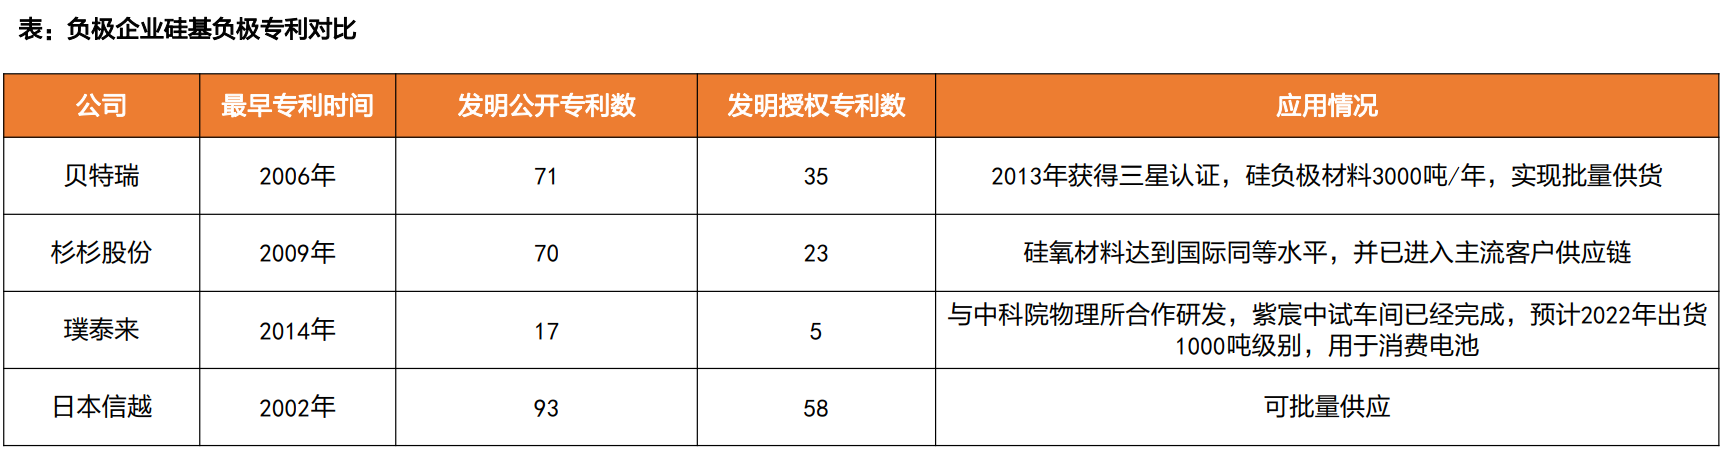 表：负极企业硅基负极专利对比
公司 最早专利时间 发明公开专利数 发明授权专利数 应用情况
贝特瑞 2006年 71 35 2013年获得三星认证，硅负极材料3000吨/年，实现批量供货
杉杉股份 2009年 70 23 硅氧材料达到国际同等水平，并已进入主流客户供应链
璞泰来 2014年 17 5 与中科院物理所合作研发，紫宸中试车间已经完成，预计2022年出货
1000吨级别，用于消费电池
日本信越 2002年 93 58 可批量供应